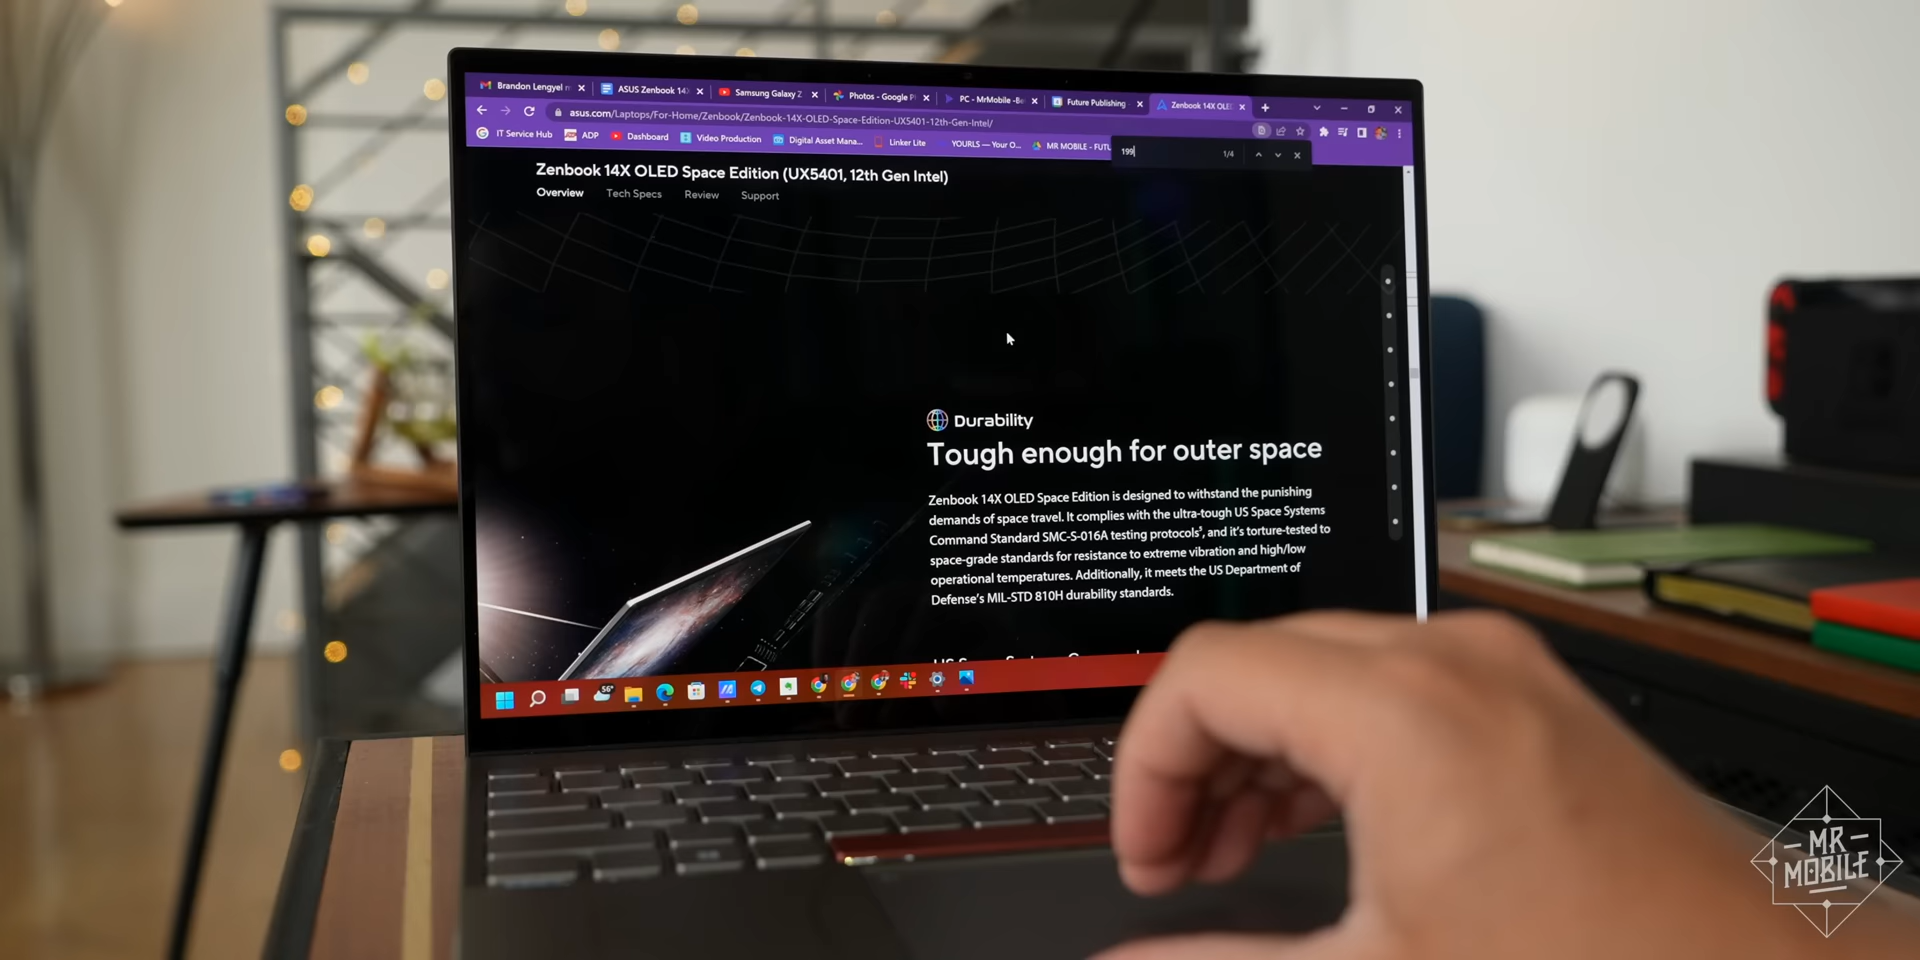 Brandon Lengyel
ASUS Zenbook 14
Samsung Galaxy Z
Photos - Google P
PC - MrMobile -Be
Future Publishing
Zenbook 14X OLE
asus.com/Laptops/For-Home/Zenbook/Zenbook-14X-OLED-Space-Edition-UX5401-12th-Gen-Intel/
IT Service Hub
ADP
Dashboard
Video Production
Digital Asset Mana...
Linker Lite
YOURLS — Your O...
MR MOBILE - FUTU
199
1/4
Zenbook 14X OLED Space Edition (UX5401, 12th Gen Intel)
Overview Tech Specs Review Support
Durability
Tough enough for outer space
Zenbook 14X OLED Space Edition is designed to withstand the punishing
demands of space travel. It complies with the ultra-tough US Space Systems
Command Standard SMC-S-016A testing protocols⁵, and it's torture-tested to
space-grade standards for resistance to extreme vibration and high/low
operational temperatures. Additionally, it meets the US Department of
Defense's MIL-STD 810H durability standards.
56°
MR
MOBILE